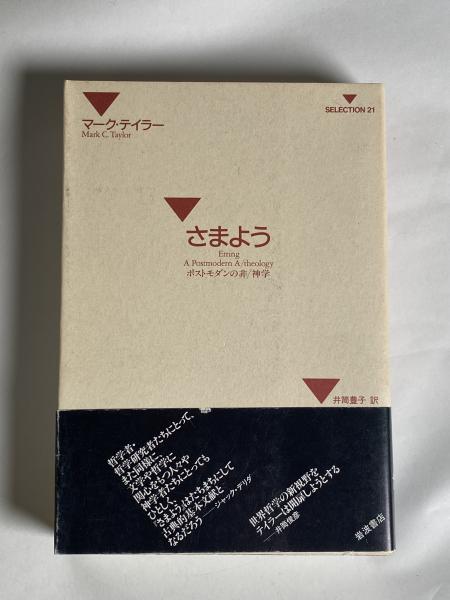 マーク・テイラー
Mark C. Taylor
SELECTION 21
さまよう
Erring
A Postmodern A/theology
ポストモダンの非/神学
井筒豊子 訳
哲学者・
哲学研究者たちにとって、
また同様に
文学や哲学に
関心をもつ人々や
神学者たちにとっても
ひとしく、
『さまよう』はたちまちにして
古典的基本文献と
なるだろう
——ジャック・デリダ
世界哲学の新視野を
テイラーは開同しようとする
——井筒俊彦
岩波書店